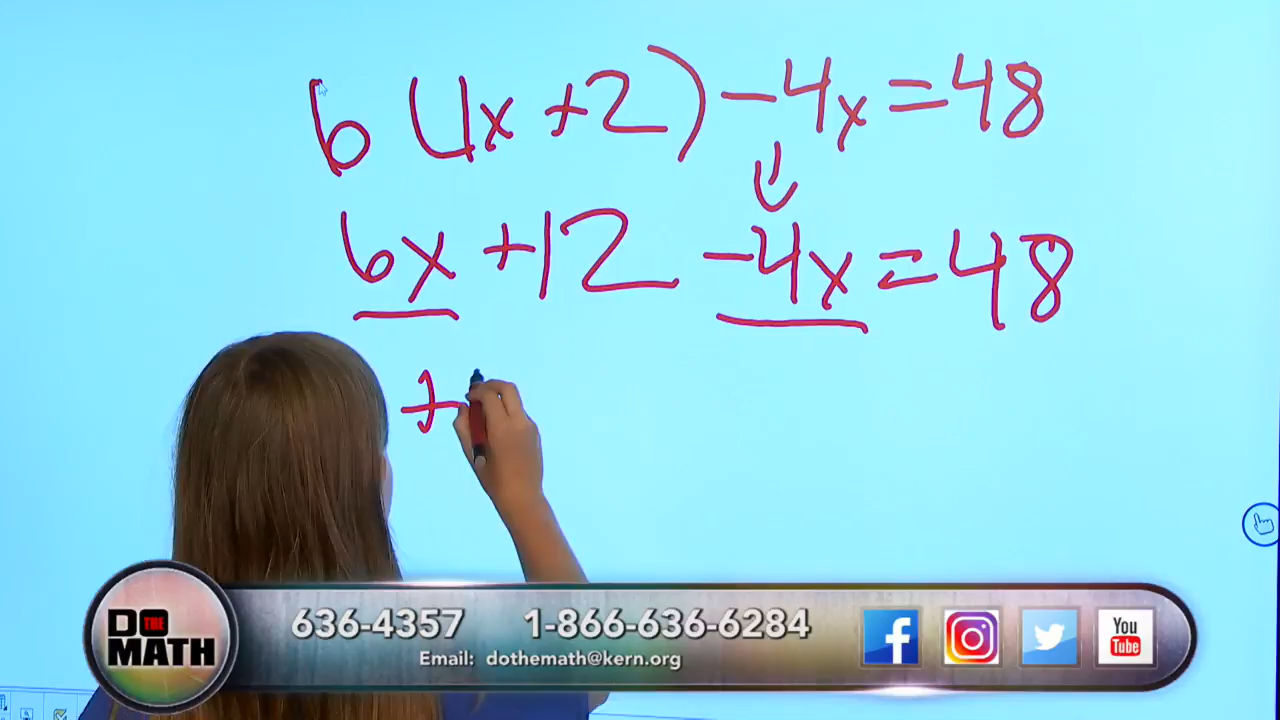 6 (1x +2) -4x = 48
6x +12 -4x = 48
+
DO THE MATH
636-4357 1-866-636-6284
Email: dothemath@kern.org
f
You Tube